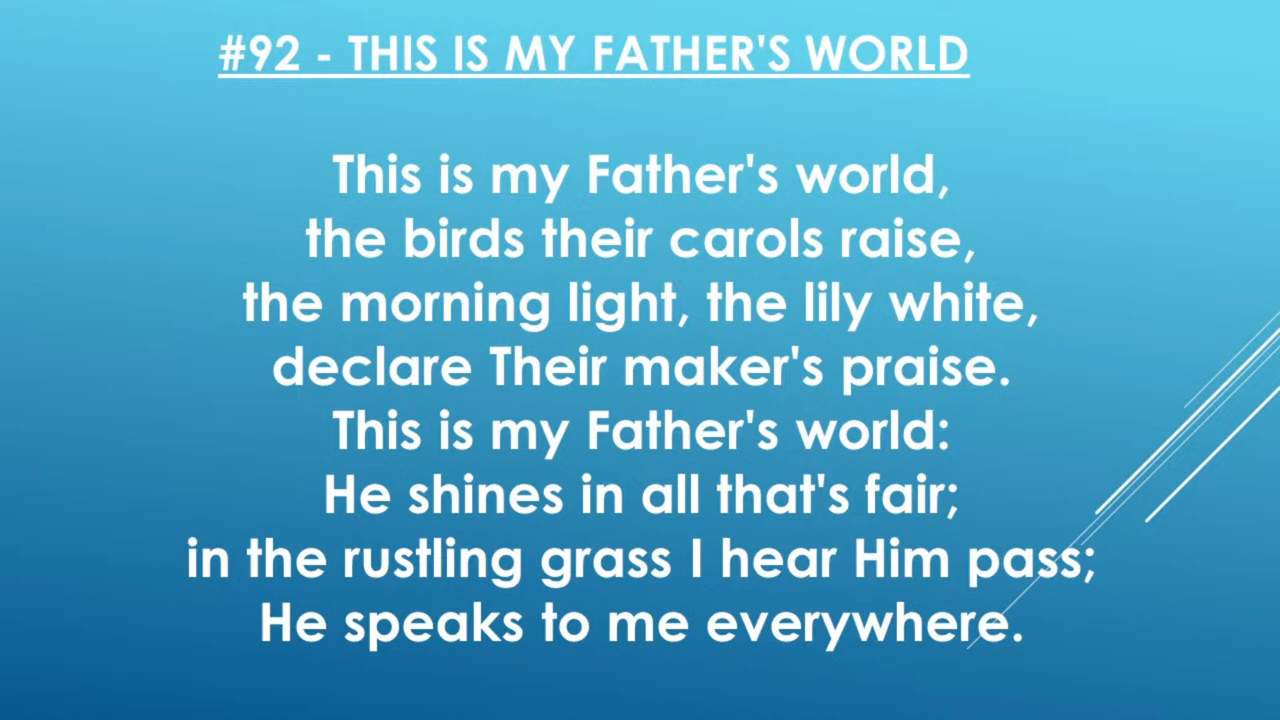 #92 - THIS IS MY FATHER'S WORLD
This is my Father's world,
the birds their carols raise,
the morning light, the lily white,
declare Their maker's praise.
This is my Father's world:
He shines in all that's fair;
in the rustling grass I hear Him pass;
He speaks to me everywhere.